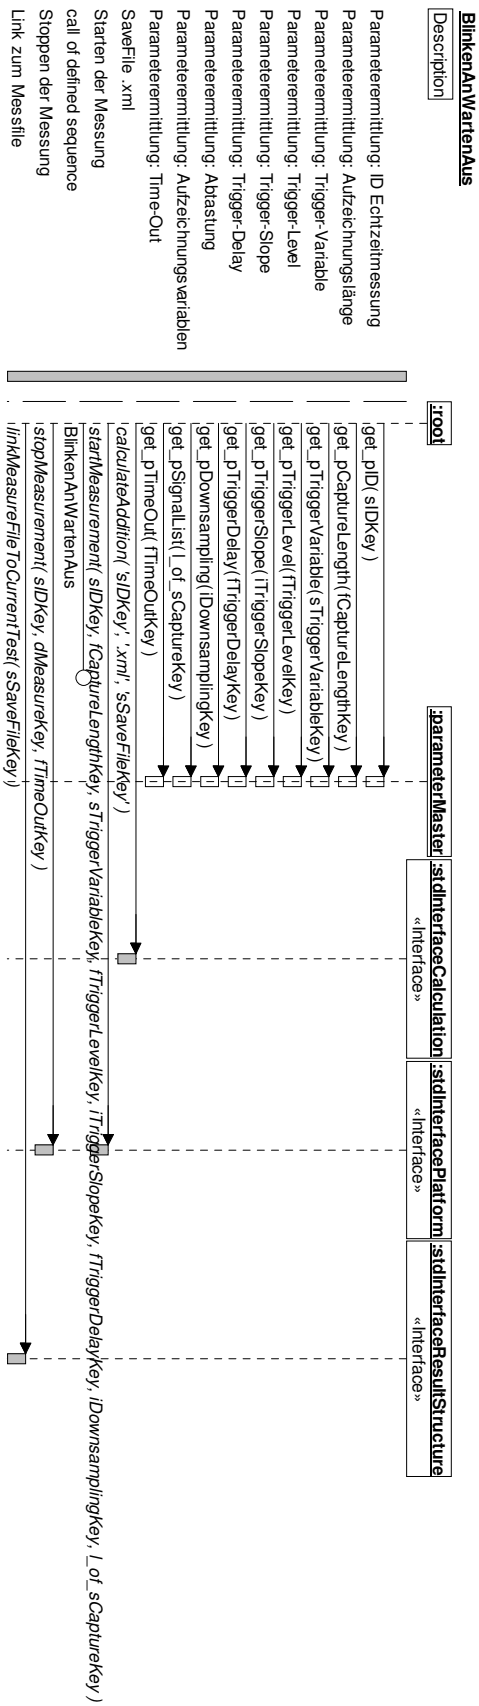 BlinkenAnWartenAus
Description
:root
:parameterMaster
:stdInterfaceCalculation
«Interface»
:stdInterfacePlatform
«Interface»
:stdInterfaceResultStructure
«Interface»
Parameterermittlung: ID Echtzeitmessung
get_pID( sIDKey )
Parameterermittlung: Aufzeichnungslänge
get_pCaptureLength( fCaptureLengthKey )
Parameterermittlung: Trigger-Variable
get_pTriggerVariable( sTriggerVariableKey )
Parameterermittlung: Trigger-Level
get_pTriggerLevel( fTriggerLevelKey )
Parameterermittlung: Trigger-Slope
get_pTriggerSlope( iTriggerSlopeKey )
Parameterermittlung: Trigger-Delay
get_pTriggerDelay( fTriggerDelayKey )
Parameterermittlung: Abtastung
get_pDownsampling( iDownsamplingKey )
Parameterermittlung: Aufzeichnungsvariablen
get_pSignalList( l_of_sCaptureKey )
Parameterermittlung: Time-Out
get_pTimeOut( fTimeOutKey )
SaveFile .xml
calculateAddition( 'sIDKey', '.xml', 'sSaveFileKey' )
Starten der Messung
startMeasurement( sIDKey, fCaptureLengthKey, sTriggerVariableKey, fTriggerLevelKey, iTriggerSlopeKey, fTriggerDelayKey, iDownsamplingKey, l_of_sCaptureKey )
call of defined sequence
BlinkenAnWartenAus
Stoppen der Messung
stopMeasurement( sIDKey, dMeasureKey, fTimeOutKey )
Link zum Messfile
linkMeasureFileToCurrentTest( sSaveFileKey )